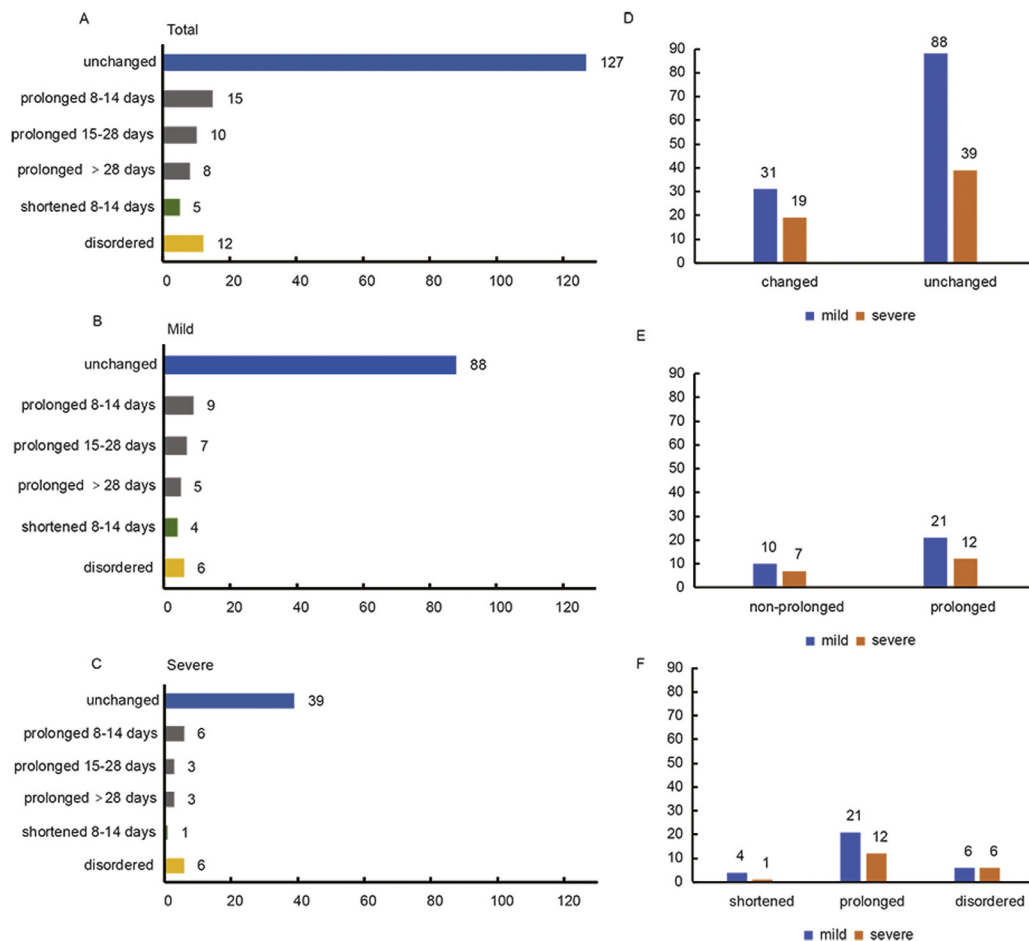 A
Total
unchanged
127
prolonged 8-14 days
15
prolonged 15-28 days
10
prolonged > 28 days
8
shortened 8-14 days
5
disordered
12
0 20 40 60 80 100 120
B
Mild
unchanged
88
prolonged 8-14 days
9
prolonged 15-28 days
7
prolonged > 28 days
5
shortened 8-14 days
4
disordered
6
0 20 40 60 80 100 120
C
Severe
unchanged
39
prolonged 8-14 days
6
prolonged 15-28 days
3
prolonged > 28 days
3
shortened 8-14 days
1
disordered
6
0 20 40 60 80 100 120
D
90
80
70
60
50
40
30
20
10
0
31
19
88
39
changed unchanged
mild severe
E
90
80
70
60
50
40
30
20
10
0
10
7
21
12
non-prolonged prolonged
mild severe
F
90
80
70
60
50
40
30
20
10
0
4
1
21
12
6
6
shortened prolonged disordered
mild severe